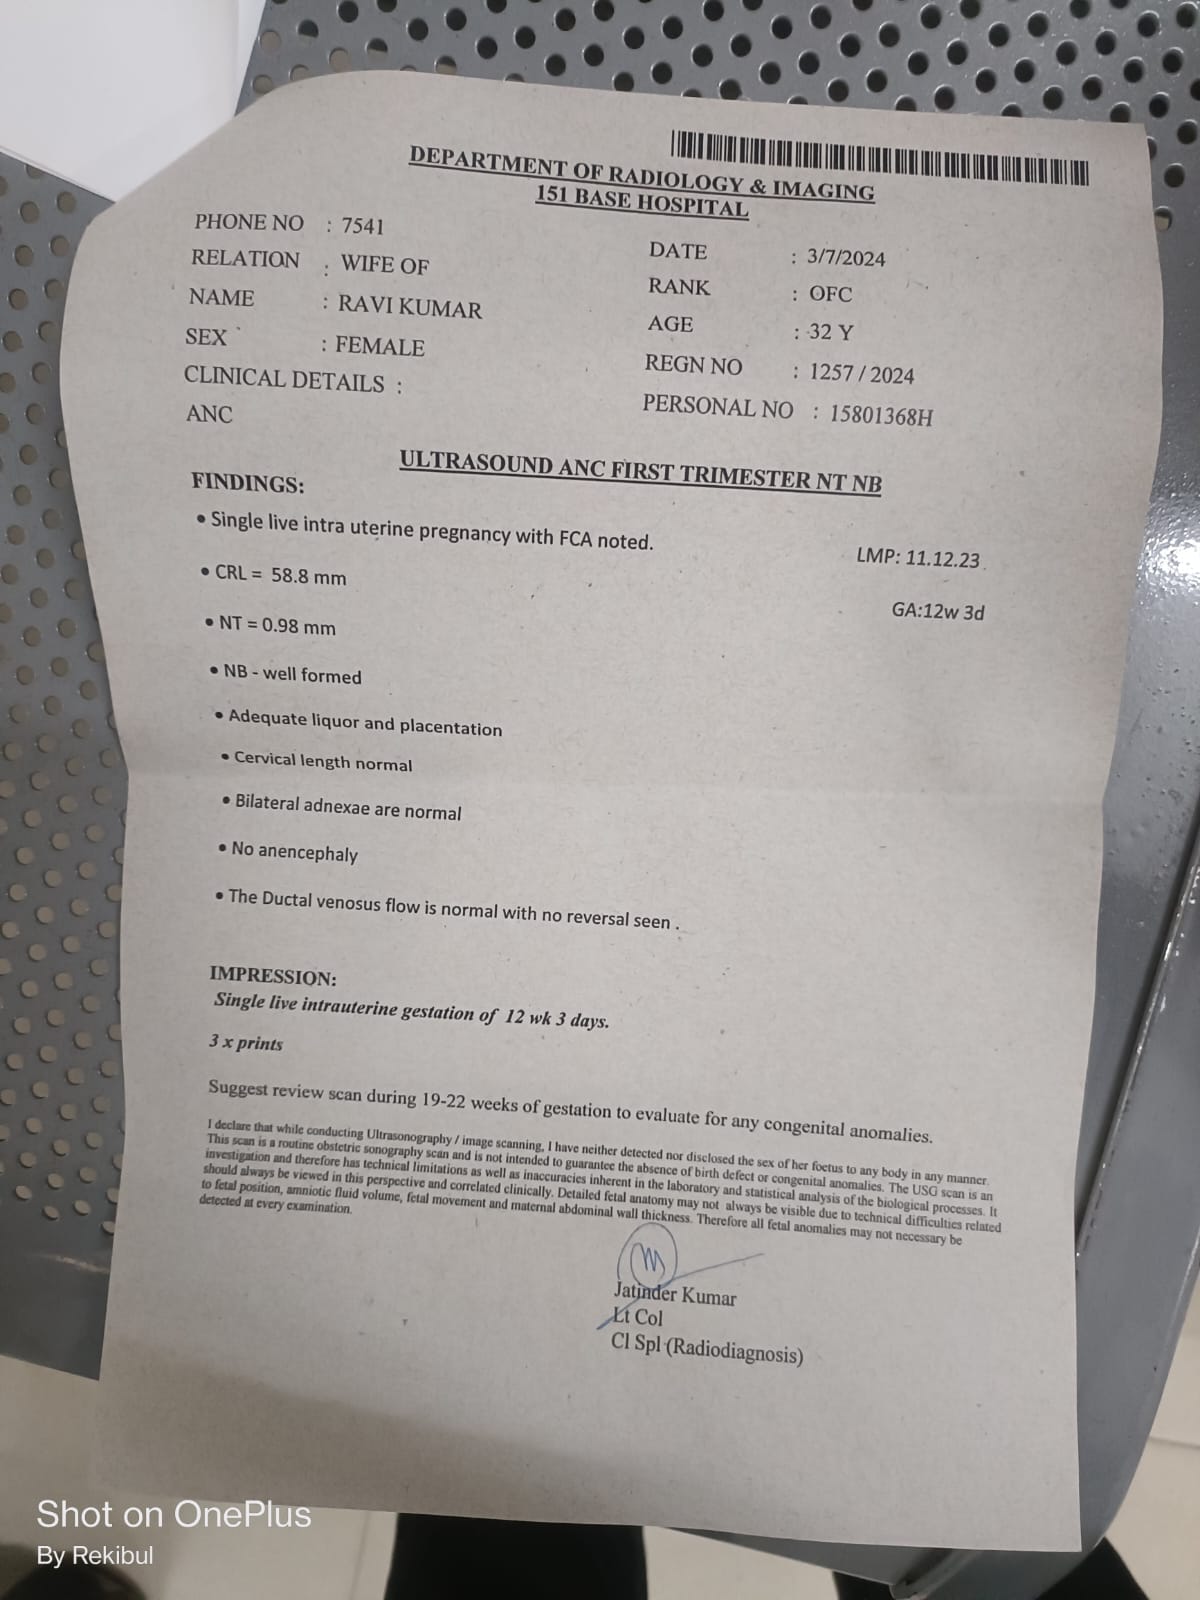 DEPARTMENT OF RADIOLOGY & IMAGING
151 BASE HOSPITAL
PHONE NO : 7541
RELATION : WIFE OF
NAME : RAVI KUMAR
SEX : FEMALE
CLINICAL DETAILS :
ANC
DATE : 3/7/2024
RANK : OFC
AGE : 32 Y
REGN NO : 1257 / 2024
PERSONAL NO : 15801368H
ULTRASOUND ANC FIRST TRIMESTER NT NB
FINDINGS:
• Single live intra uterine pregnancy with FCA noted.
LMP: 11.12.23
• CRL = 58.8 mm
GA:12w 3d
• NT = 0.98 mm
• NB - well formed
• Adequate liquor and placentation
• Cervical length normal
• Bilateral adnexae are normal
• No anencephaly
• The Ductal venosus flow is normal with no reversal seen .
IMPRESSION:
Single live intrauterine gestation of 12 wk 3 days.
3 x prints
Suggest review scan during 19-22 weeks of gestation to evaluate for any congenital anomalies.
I declare that while conducting Ultrasonography / image scanning, I have neither detected nor disclosed the sex of her foetus to any body in any manner.
This scan is a routine obstetric sonography scan and is not intended to guarantee the absence of birth defect or congenital anomalies. The USG scan is an
investigation and therefore has technical limitations as well as inaccuracies inherent in the laboratory and statistical analysis of the biological processes. It
should always be viewed in this perspective and correlated clinically. Detailed fetal anatomy may not always be visible due to technical difficulties related
to fetal position, amniotic fluid volume, fetal movement and maternal abdominal wall thickness. Therefore all fetal anomalies may not necessary be
detected at every examination.
Jatinder Kumar
Lt Col
Cl Spl (Radiodiagnosis)
Shot on OnePlus
By Rekibul